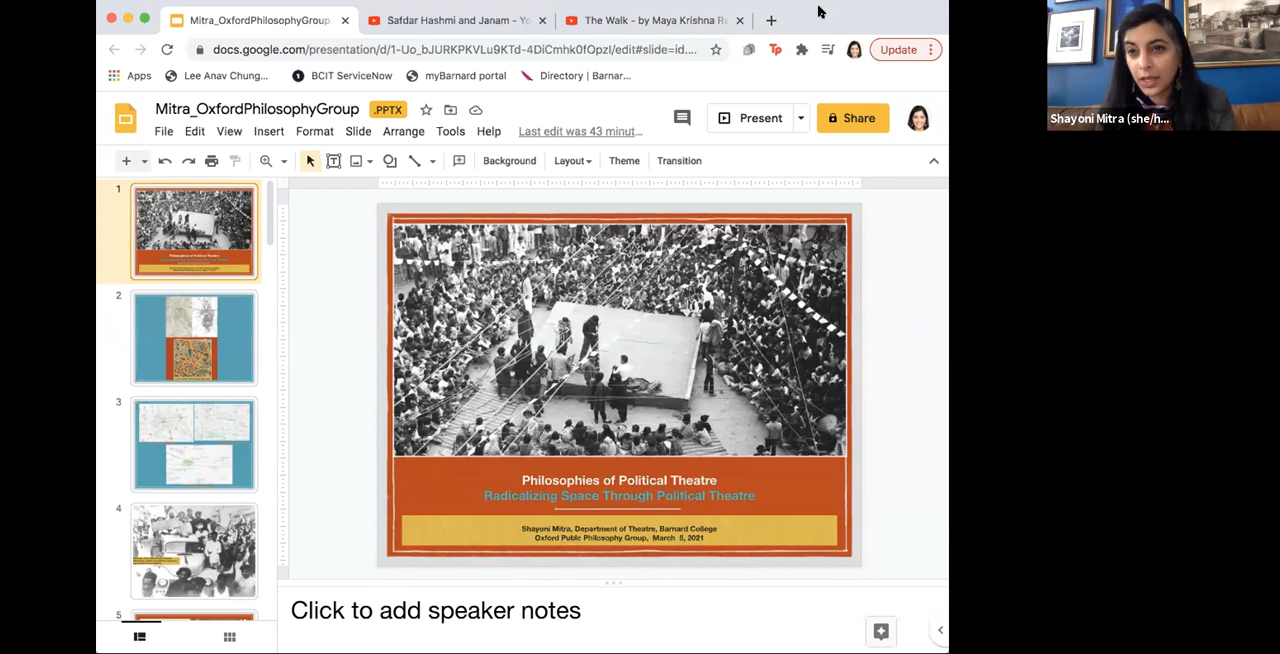 Mitra_OxfordPhilosophyGroup.
Safdar Hashmi and Janam - Yo
The Walk - by Maya Krishna R
docs.google.com/presentation/d/1-Uo_bJURKPKVLu9KTd-4DiCmhk0fOpzI/edit#slide=id....
Update
Apps
Lee Anav Chung...
BCIT ServiceNow
myBarnard portal
Directory | Barnar...
Mitra_OxfordPhilosophyGroup
.PPTX
Present
Share
File Edit View Insert Format Slide Arrange Tools Help
Last edit was 43 minut...
Background Layout Theme Transition
1
2
3
4
5
Philosophies of Political Theatre
Radicalizing Space Through Political Theatre
Shayoni Mitra, Department of Theatre, Barnard College
Oxford Publc Philosophy Group, March 5, 2021
Click to add speaker notes
Shayoni Mitra (she/h...